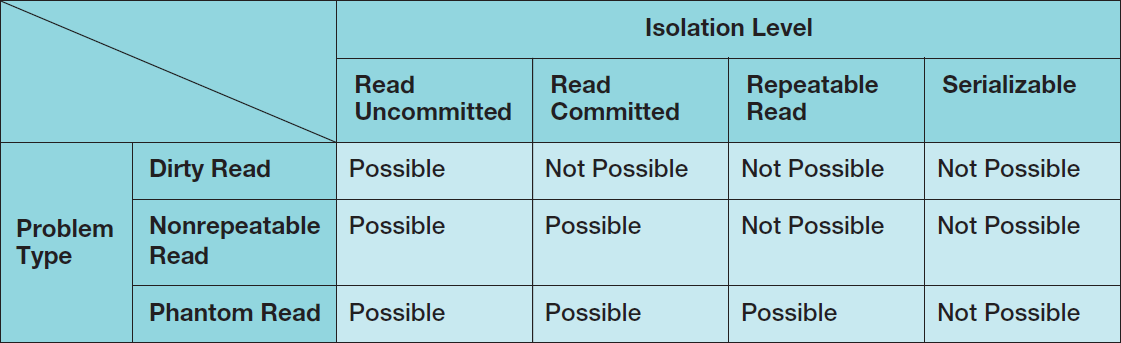 Isolation Level
Read
Uncommitted
Read
Committed
Repeatable
Read
Serializable
Problem
Type
Dirty Read
Possible
Not Possible
Not Possible
Not Possible
Nonrepeatable
Read
Possible
Possible
Not Possible
Not Possible
Phantom Read
Possible
Possible
Possible
Not Possible